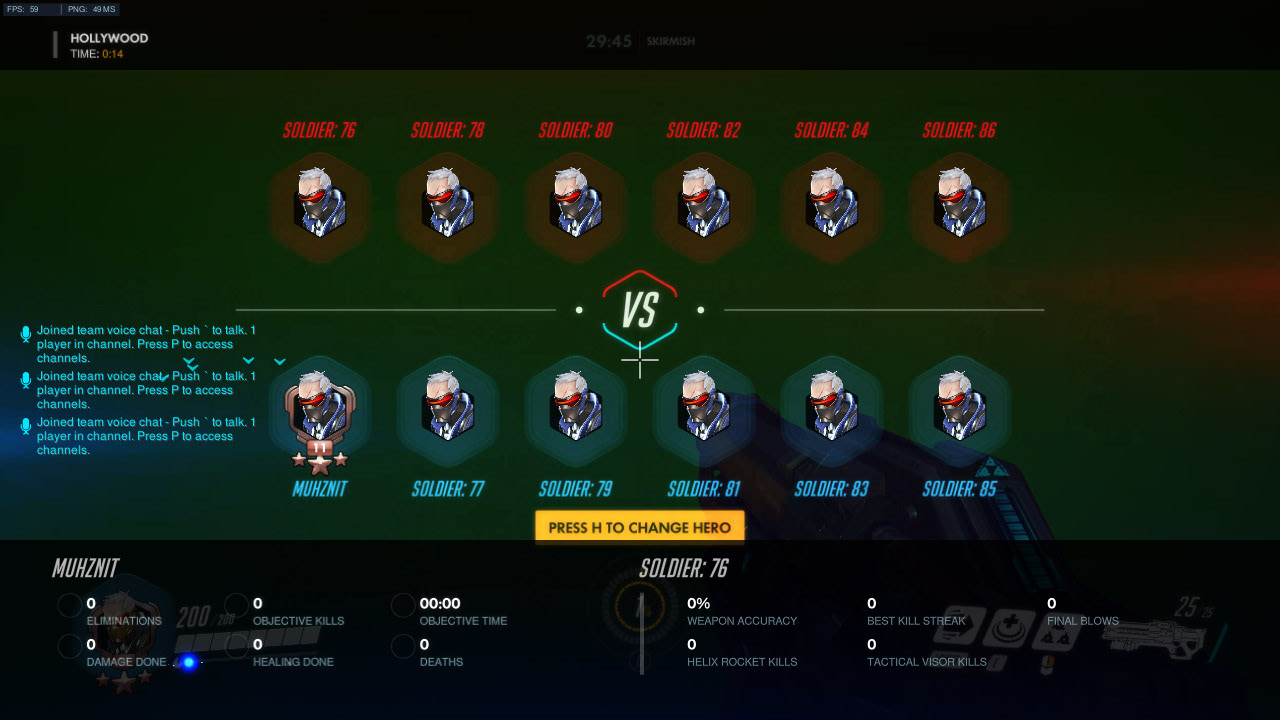 FPS: 59 | PNG: 49 MS
HOLLYWOOD
TIME: 0:14
29:45 SKIRMISH
SOLDIER: 76 SOLDIER: 78 SOLDIER: 80 SOLDIER: 82 SOLDIER: 84 SOLDIER: 86
VS
Joined team voice chat - Push ` to talk. 1
player in channel. Press P to access
channels.
Joined team voice chat - Push ` to talk. 1
player in channel. Press P to access
channels.
Joined team voice chat - Push ` to talk. 1
player in channel. Press P to access
channels.
11
MUHZNIT SOLDIER: 77 SOLDIER: 79 SOLDIER: 81 SOLDIER: 83 SOLDIER: 85
PRESS H TO CHANGE HERO
MUHZNIT
0 ELIMINATIONS
0 OBJECTIVE KILLS
00:00 OBJECTIVE TIME
0 DAMAGE DONE
0 HEALING DONE
0 DEATHS
200/200
SOLDIER: 76
0% WEAPON ACCURACY
0 BEST KILL STREAK
0 FINAL BLOWS
0 HELIX ROCKET KILLS
0 TACTICAL VISOR KILLS
25/25